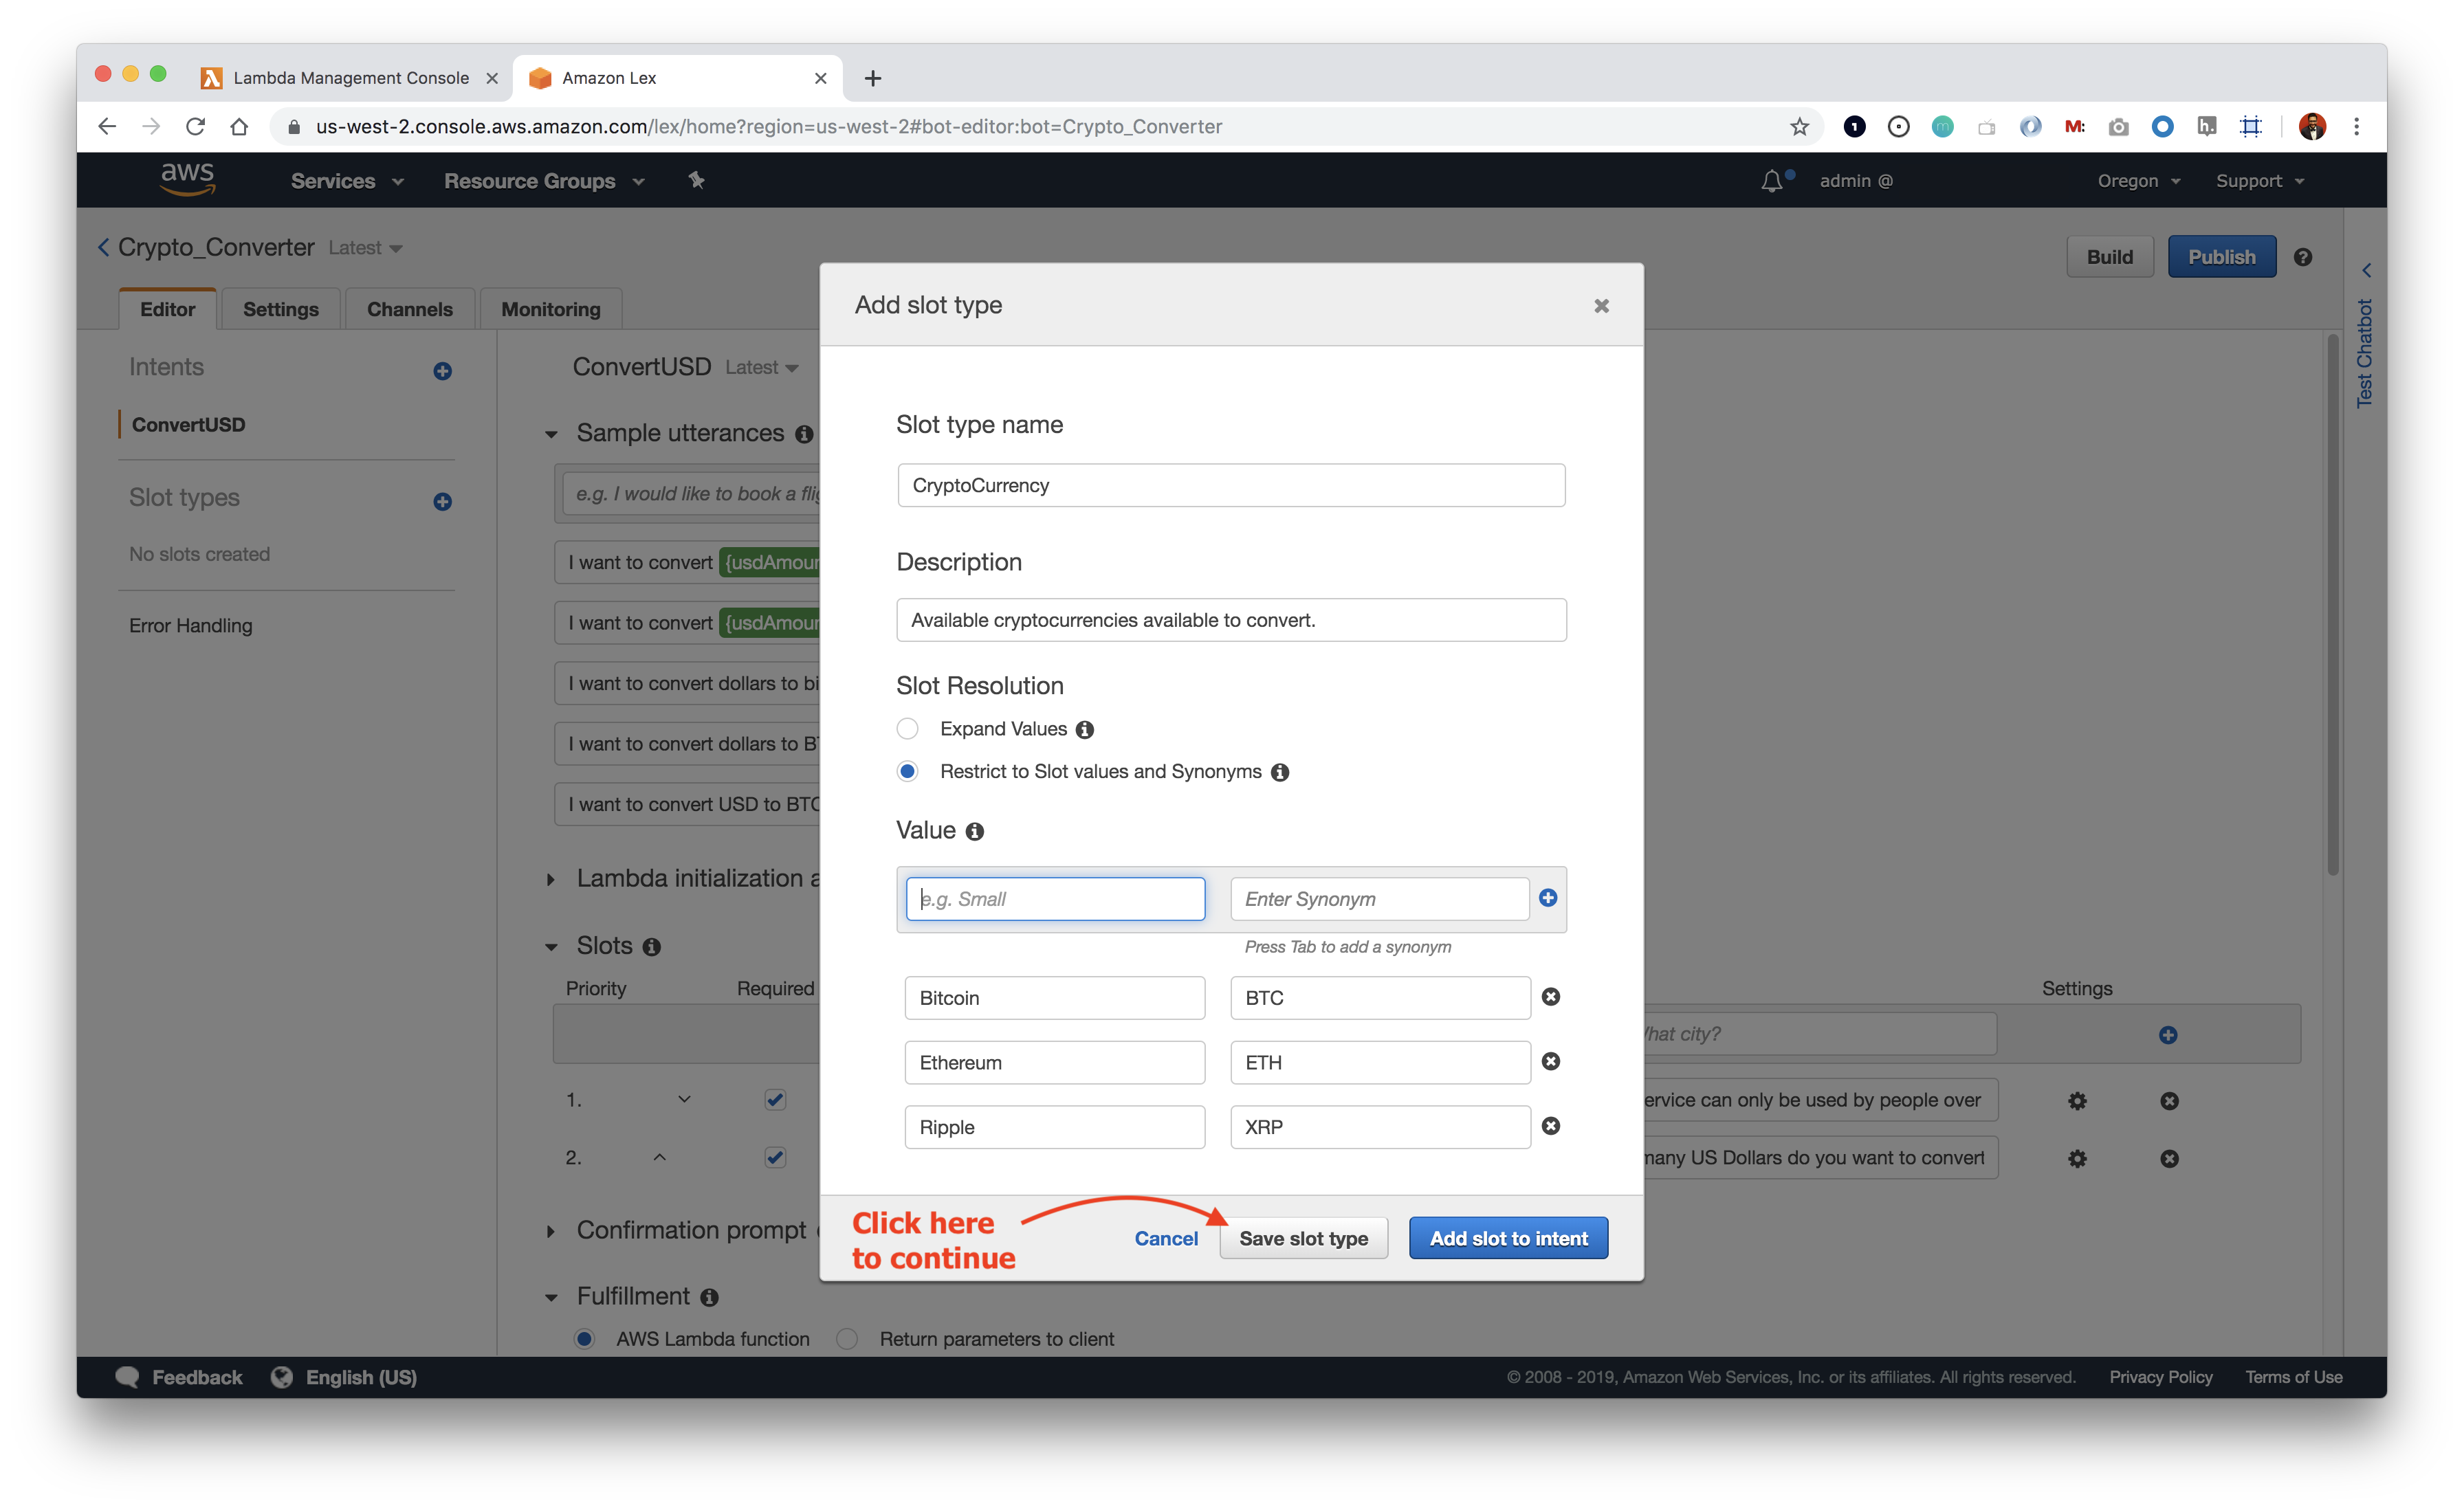 Lambda Management Console
Amazon Lex
us-west-2.console.aws.amazon.com/lex/home?region=us-west-2#bot-editor:bot=Crypto_Converter
aws
Services
Resource Groups
admin @
Oregon
Support
Crypto_Converter
Latest
Build
Publish
Editor
Settings
Channels
Monitoring
Test Chatbot
Intents
ConvertUSD
Slot types
No slots created
Error Handling
ConvertUSD
Latest
Sample utterances
e.g. I would like to book a
I want to convert {usdAmoun
I want to convert {usdAmoun
I want to convert dollars to bi
I want to convert dollars to B
I want to convert USD to BTC
Lambda initialization a
Slots
Priority
Required
Settings
hat city?
1.
ervice can only be used by people over
2.
many US Dollars do you want to convert
Confirmation prompt
Fulfillment
AWS Lambda function
Return parameters to client
Add slot type
Slot type name
CryptoCurrency
Description
Available cryptocurrencies available to convert.
Slot Resolution
Expand Values
Restrict to Slot values and Synonyms
Value
e.g. Small
Enter Synonym
Press Tab to add a synonym
Bitcoin
BTC
Ethereum
ETH
Ripple
XRP
Click here
to continue
Cancel
Save slot type
Add slot to intent
Feedback
English (US)
© 2008 - 2019, Amazon Web Services, Inc. or its affiliates. All rights reserved.
Privacy Policy
Terms of Use